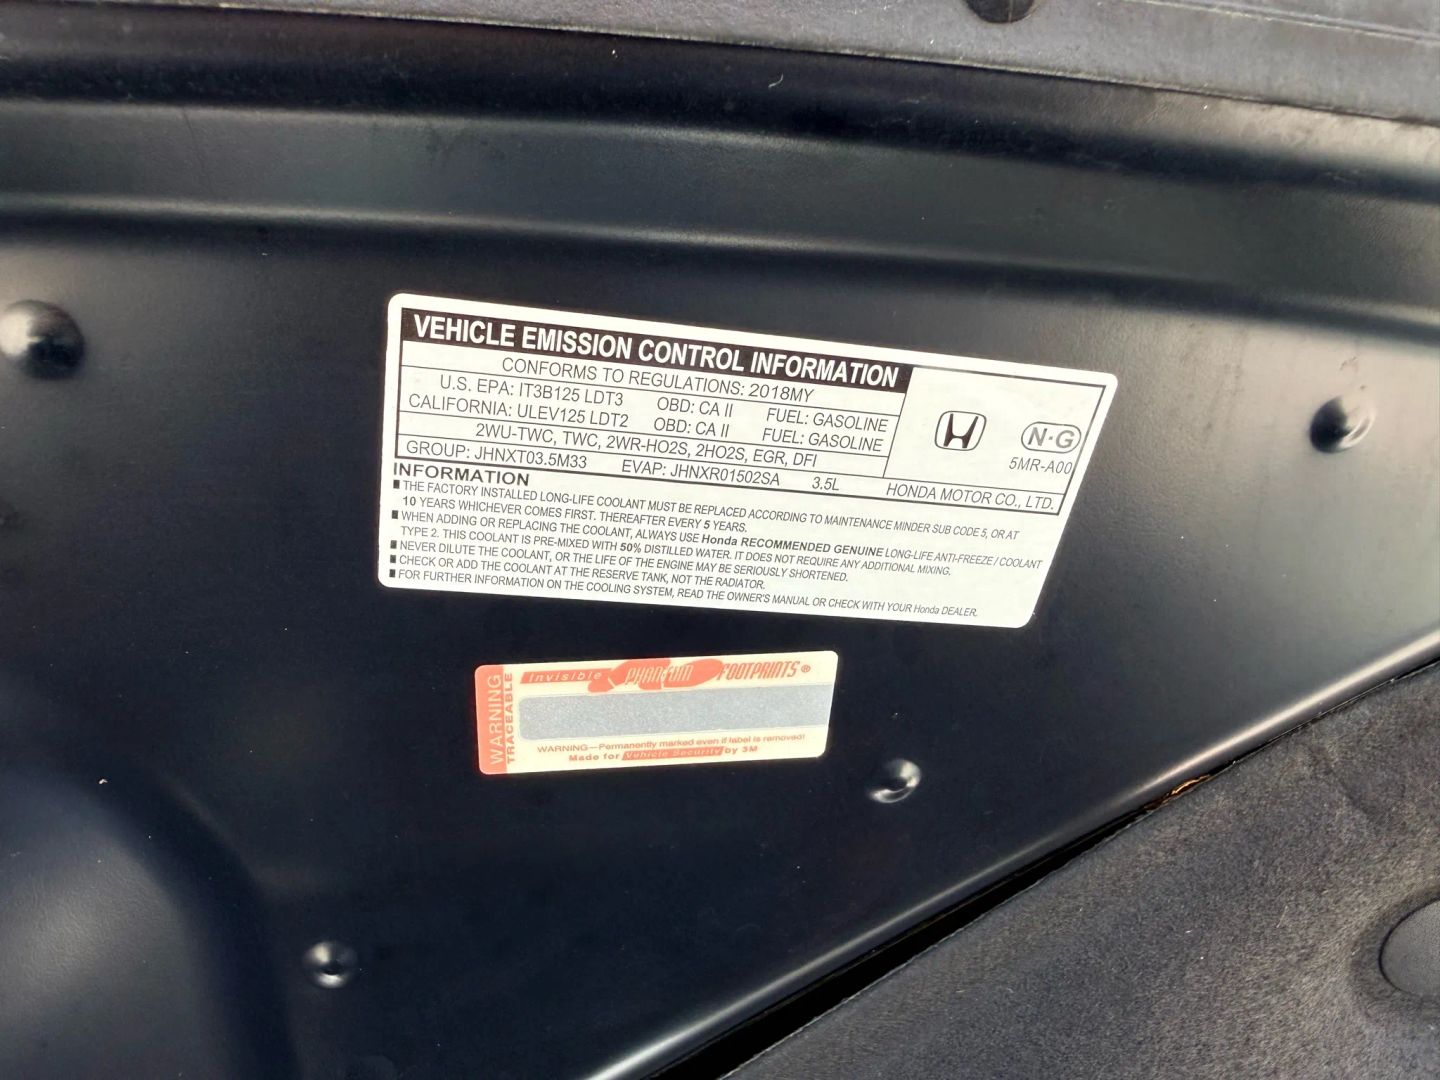 VEHICLE EMISSION CONTROL INFORMATION
CONFORMS TO REGULATIONS: 2018MY
U.S. EPA: IT3B125 LDT3 OBD: CA II FUEL: GASOLINE
CALIFORNIA: ULEV125 LDT2 OBD: CA II FUEL: GASOLINE
2WU-TWC, TWC, 2WR-HO2S, 2HO2S, EGR, DFI
GROUP: JHNXT03.5M33 EVAP: JHNXR01502SA 3.5L
N·G
5MR-A00
HONDA MOTOR CO., LTD.
INFORMATION
■ THE FACTORY INSTALLED LONG-LIFE COOLANT MUST BE REPLACED ACCORDING TO MAINTENANCE MINDER SUB CODE 5, OR AT
10 YEARS WHICHEVER COMES FIRST. THEREAFTER EVERY 5 YEARS.
■ WHEN ADDING OR REPLACING THE COOLANT, ALWAYS USE Honda RECOMMENDED GENUINE LONG-LIFE ANTI-FREEZE / COOLANT
TYPE 2. THIS COOLANT IS PRE-MIXED WITH 50% DISTILLED WATER. IT DOES NOT REQUIRE ANY ADDITIONAL MIXING.
■ NEVER DILUTE THE COOLANT, OR THE LIFE OF THE ENGINE MAY BE SERIOUSLY SHORTENED.
■ CHECK OR ADD THE COOLANT AT THE RESERVE TANK, NOT THE RADIATOR.
■ FOR FURTHER INFORMATION ON THE COOLING SYSTEM, READ THE OWNER'S MANUAL OR CHECK WITH YOUR Honda DEALER.
WARNING
TRACEABLE
Invisible PHANTOM FOOTPRINTS®
WARNING—Permanently marked even if label is removed!
Made for Vehicle Security by 3M